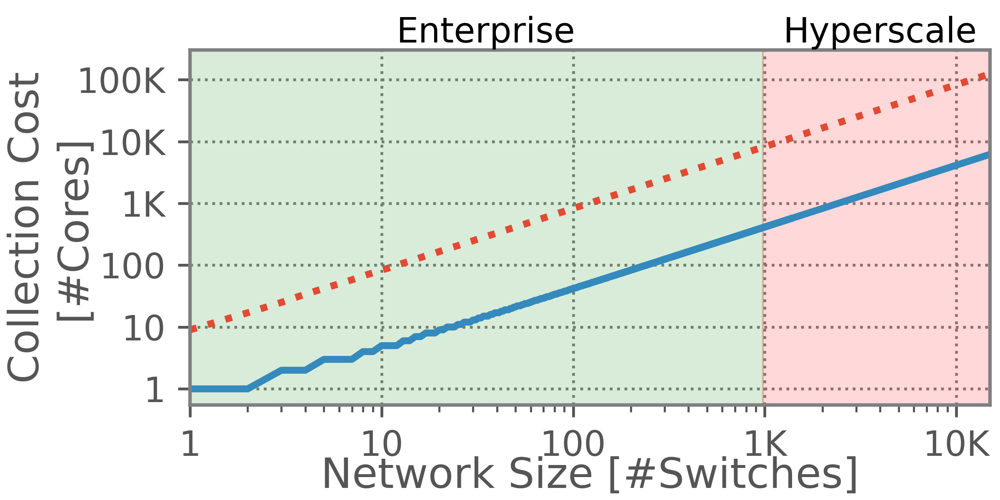 Enterprise
Hyperscale
Collection Cost
[#Cores]
100K
10K
1K
100
10
1
1
10
100
1K
10K
Network Size [#Switches]